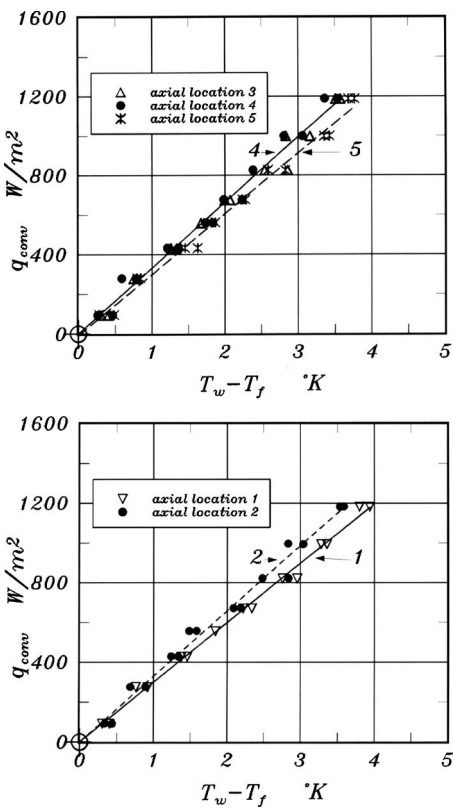 1600
axial location 3
axial location 4
axial location 5
1200
800
400
0
q_conv W/m²
4
5
0 1 2 3 4 5
T_w−T_f °K
1600
axial location 1
axial location 2
1200
800
400
0
q_conv W/m²
2
1
0 1 2 3 4 5
T_w−T_f °K